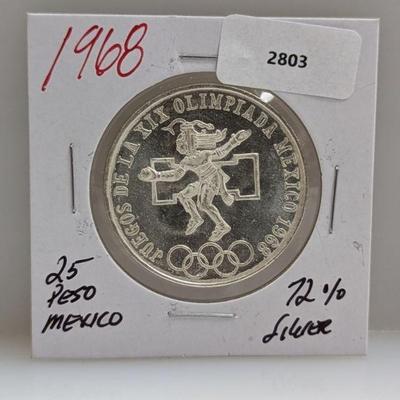 1968
2803
JUEGOS DE LA XIX OLIMPIADA MEXICO 1968
25
PESO
MEXICO
72%
SILVER